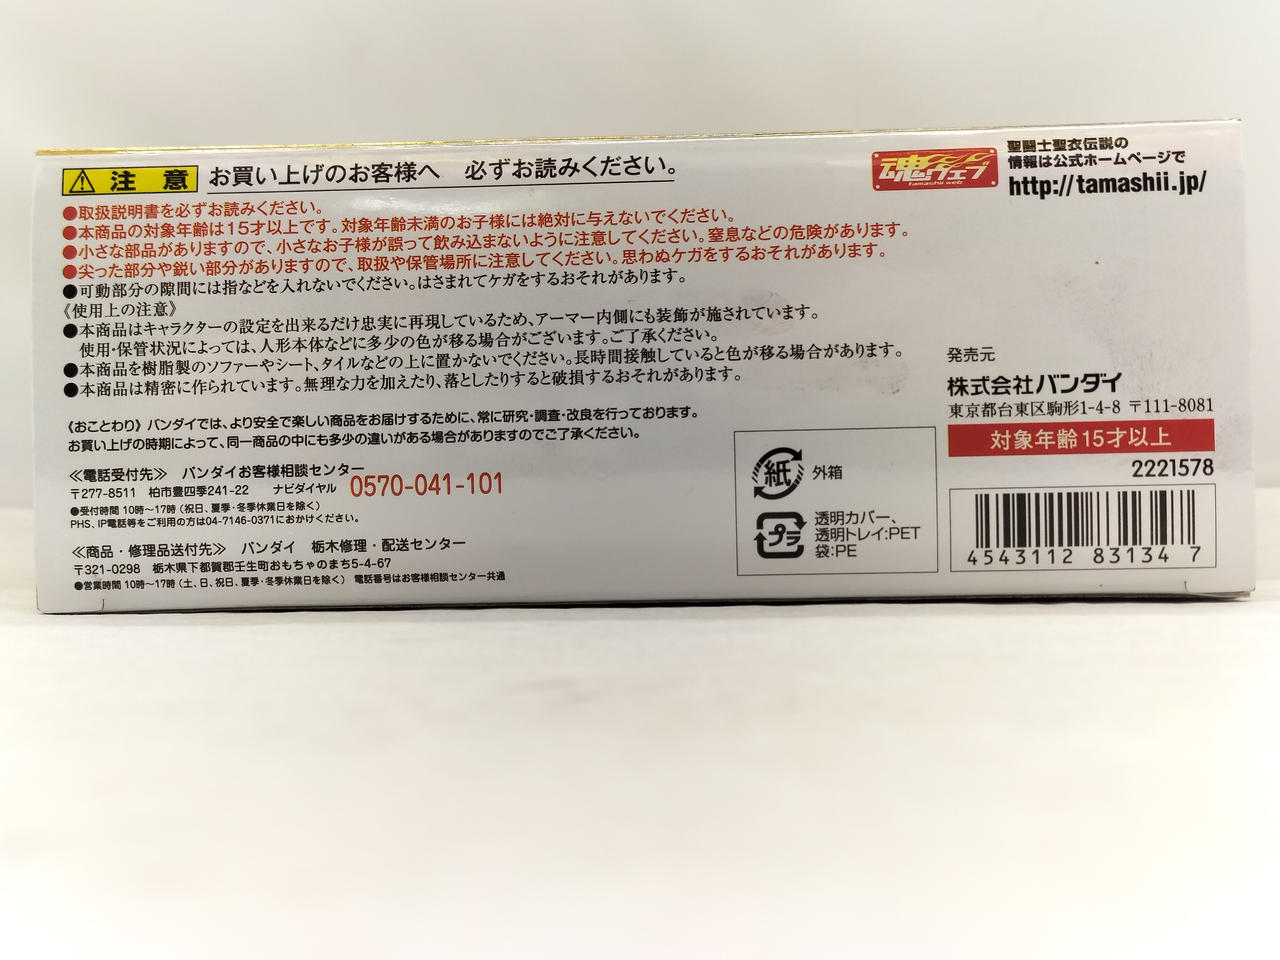 注意 お買い上げのお客様へ 必ずお読みください。
●取扱説明書を必ずお読みください。
●本商品の対象年齢は15才以上です。対象年齢未満のお子様には絶対に与えないでください。
●小さな部品がありますので、小さなお子様が誤って飲み込まないように注意してください。窒息などの危険があります。
●尖った部分や鋭い部分がありますので、取扱や保管場所に注意してください。思わぬケガをするおそれがあります。
●可動部分の隙間には指などを入れないでください。はさまれてケガをするおそれがあります。
《使用上の注意》
●本商品はキャラクターの設定を出来るだけ忠実に再現しているため、アーマー内側にも装飾が施されています。
使用・保管状況によっては、人形本体などに多少の色が移る場合がございます。ご了承ください。
●本商品を樹脂製のソファーやシート、タイルなどの上に置かないでください。長時間接触していると色が移る場合があります。
●本商品は精密に作られています。無理な力を加えたり、落としたりすると破損するおそれがあります。
《おことわり》バンダイでは、より安全で楽しい商品をお届けするために、常に研究・調査・改良を行っております。
お買い上げの時期によって、同一商品の中にも多少の違いがある場合がありますのでご了承ください。
≪電話受付先≫ バンダイお客様相談センター
〒277-8511 柏市豊四季241-22 ナビダイヤル 0570-041-101
●受付時間 10時〜17時(祝日、夏季・冬季休業日を除く)
PHS、IP電話等をご利用の方は04-7146-0371におかけください。
≪商品・修理品送付先≫ バンダイ 栃木修理・配送センター
〒321-0298 栃木県下都賀郡壬生町おもちゃのまち5-4-67
●営業時間 10時〜17時(土、日、祝日、夏季・冬季休業日を除く) 電話番号はお客様相談センター共通
魂ウェブ
tamashii web
聖闘士聖衣伝説の
情報は公式ホームページで
http://tamashii.jp/
発売元
株式会社バンダイ
東京都台東区駒形1-4-8 〒111-8081
対象年齢15才以上
2221578
紙 外箱
プラ 透明カバー、
透明トレイ:PET
袋:PE
4543112 831347